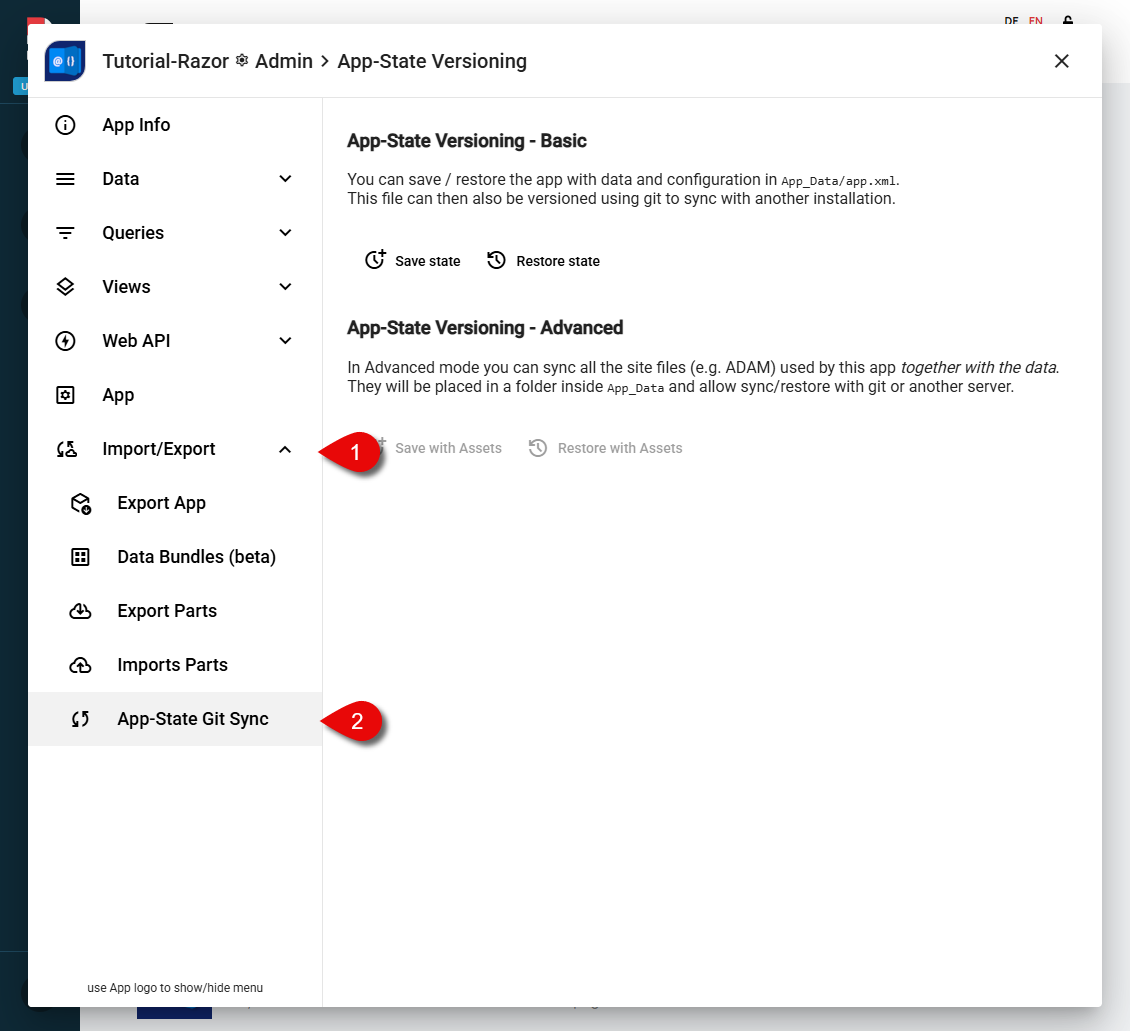 DE EN
Tutorial-Razor Admin > App-State Versioning
U
@ ()
App Info
Data
Queries
Views
Web API
App
Import/Export
1
Export App
Data Bundles (beta)
Export Parts
Imports Parts
App-State Git Sync
2
use App logo to show/hide menu
App-State Versioning - Basic
You can save / restore the app with data and configuration in App_Data/app.xml.
This file can then also be versioned using git to sync with another installation.
Save state Restore state
App-State Versioning - Advanced
In Advanced mode you can sync all the site files (e.g. ADAM) used by this app together with the data.
They will be placed in a folder inside App_Data and allow sync/restore with git or another server.
Save with Assets Restore with Assets